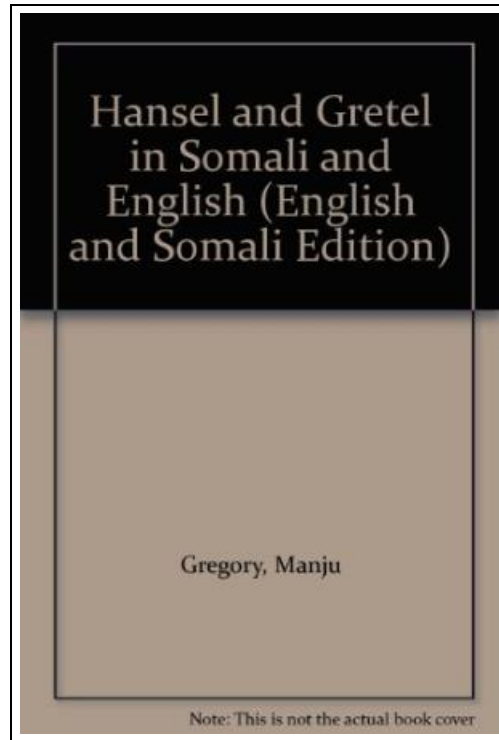 Hansel and Gretel
in Somali and
English (English
and Somali Edition)
Gregory, Manju
Note: This is not the actual book cover